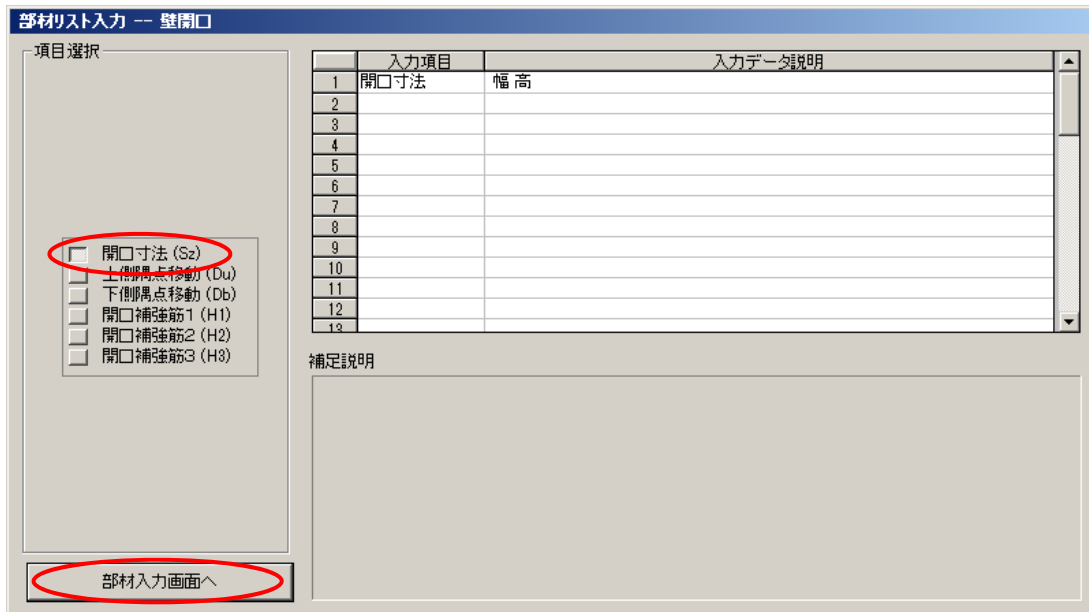 部材リスト入力 -- 壁開口
項目選択
開口寸法 (Sz)
上側隅点移動 (Du)
下側隅点移動 (Db)
開口補強筋1 (H1)
開口補強筋2 (H2)
開口補強筋3 (H3)
部材入力画面へ
入力項目 入力データ説明
1 開口寸法 幅 高
2
3
4
5
6
7
8
9
10
11
12
13
補足説明